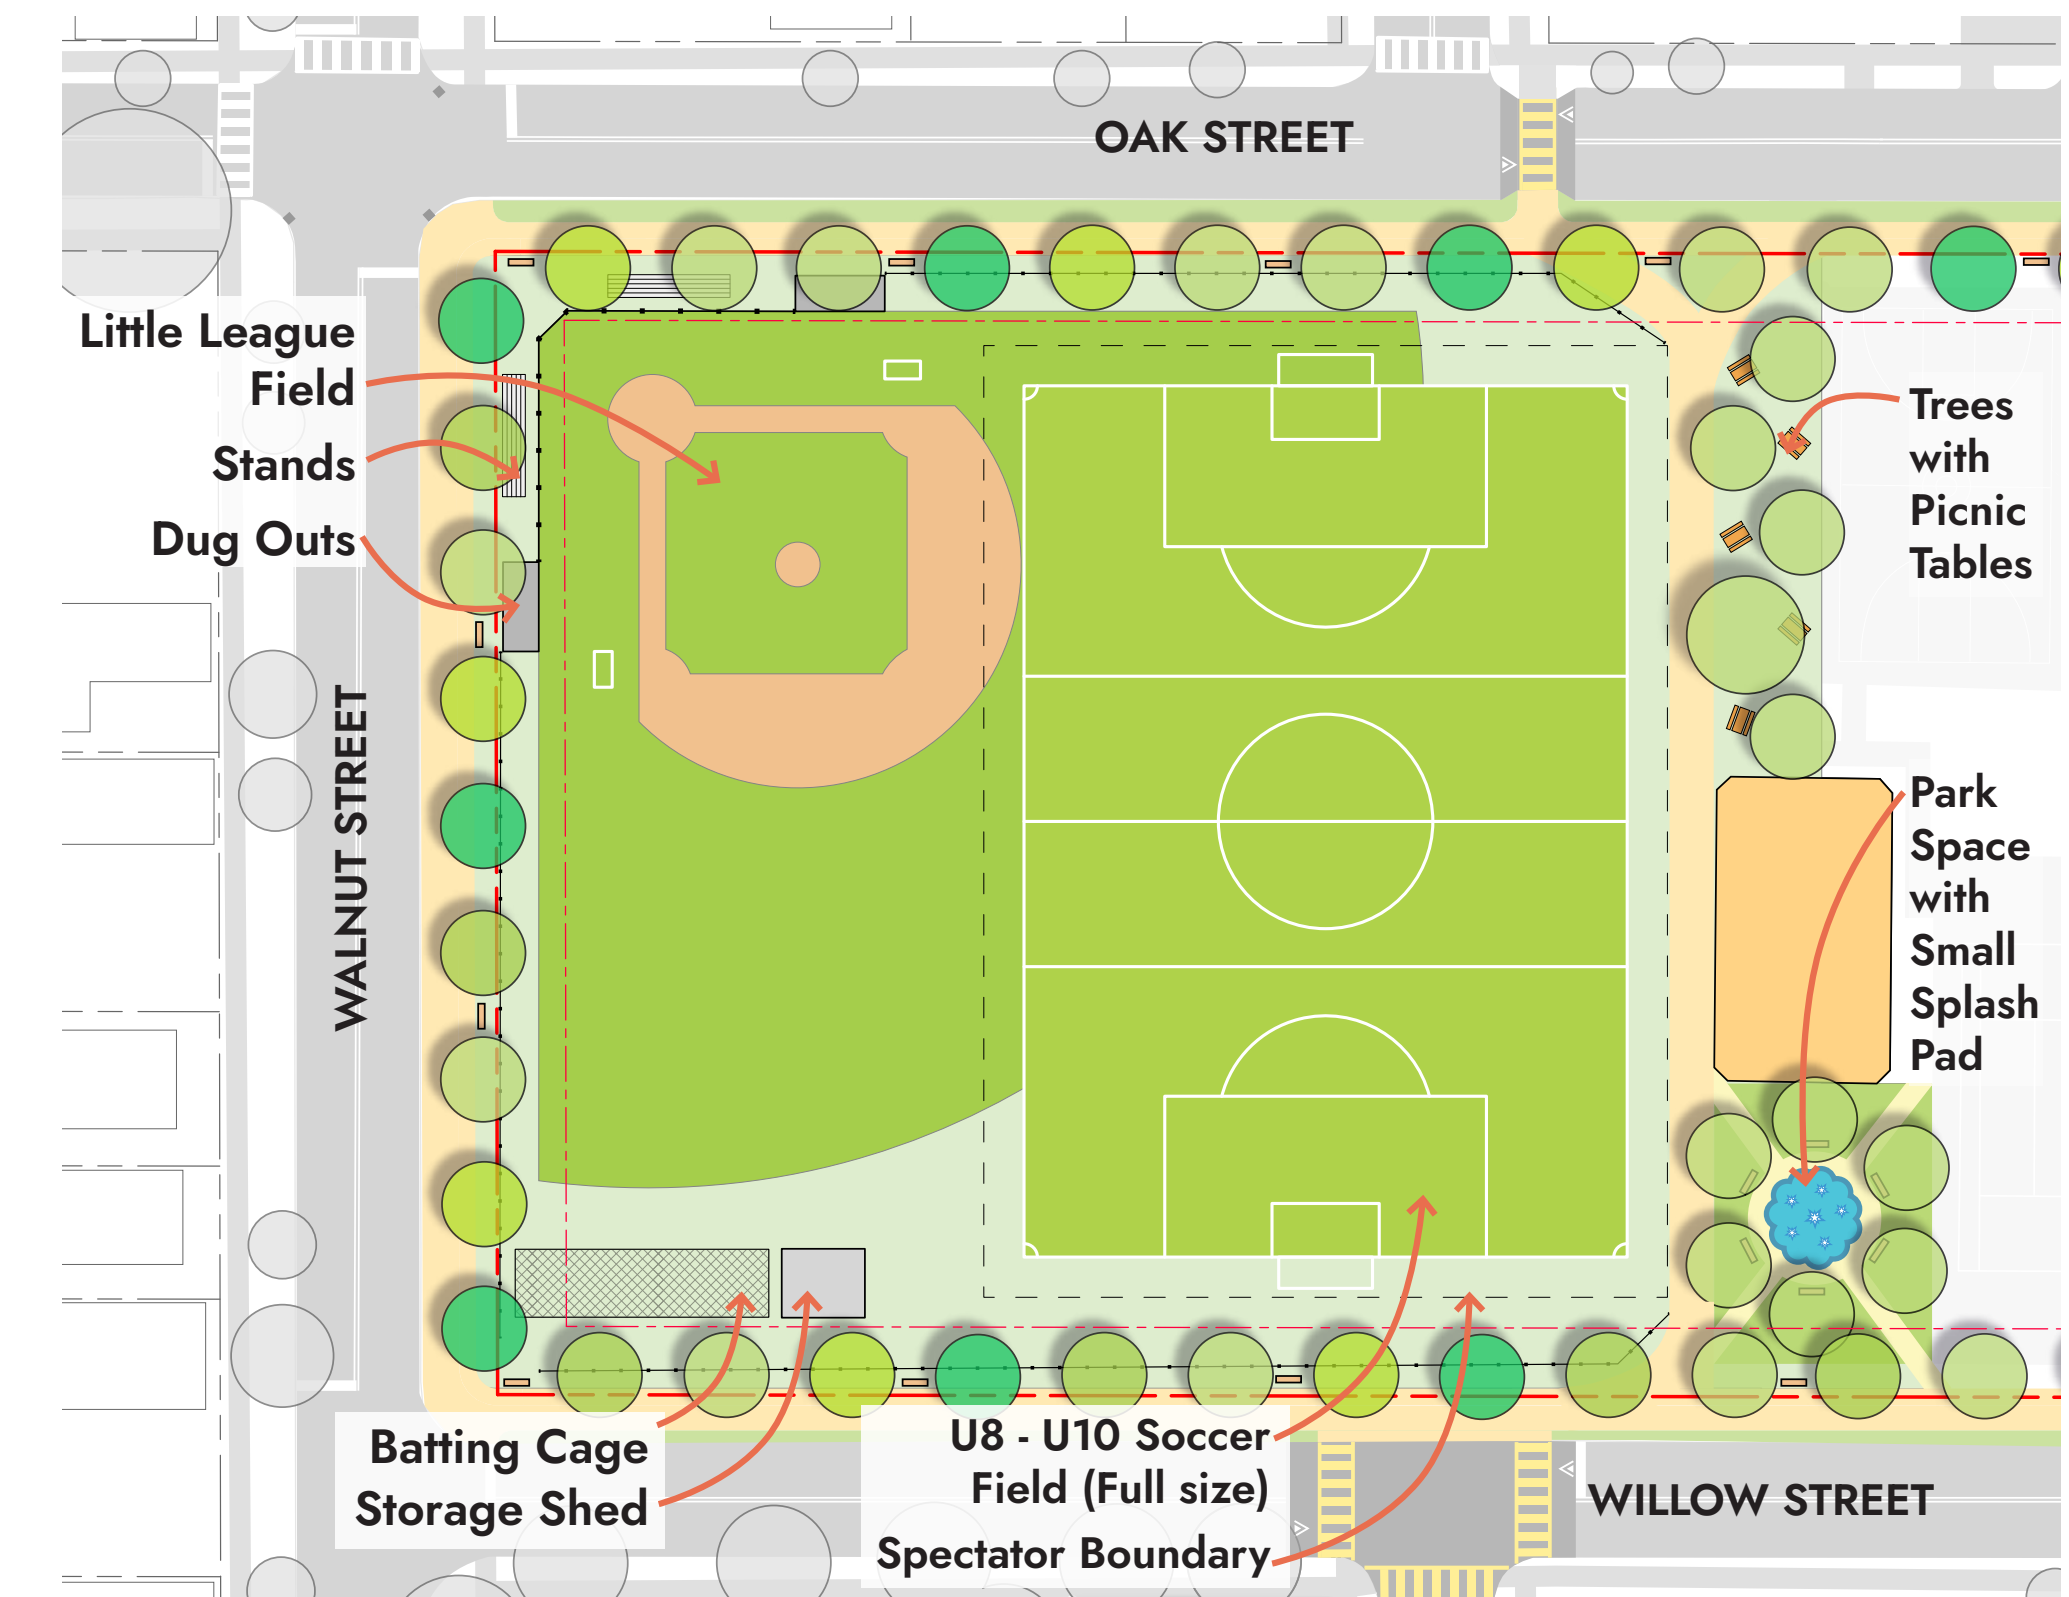 OAK STREET
Little League
Field
Stands
Dug Outs
Trees
with
Picnic
Tables
WALNUT STREET
Park
Space
with
Small
Splash
Pad
Batting Cage
Storage Shed
U8 - U10 Soccer
Field (Full size)
Spectator Boundary
WILLOW STREET